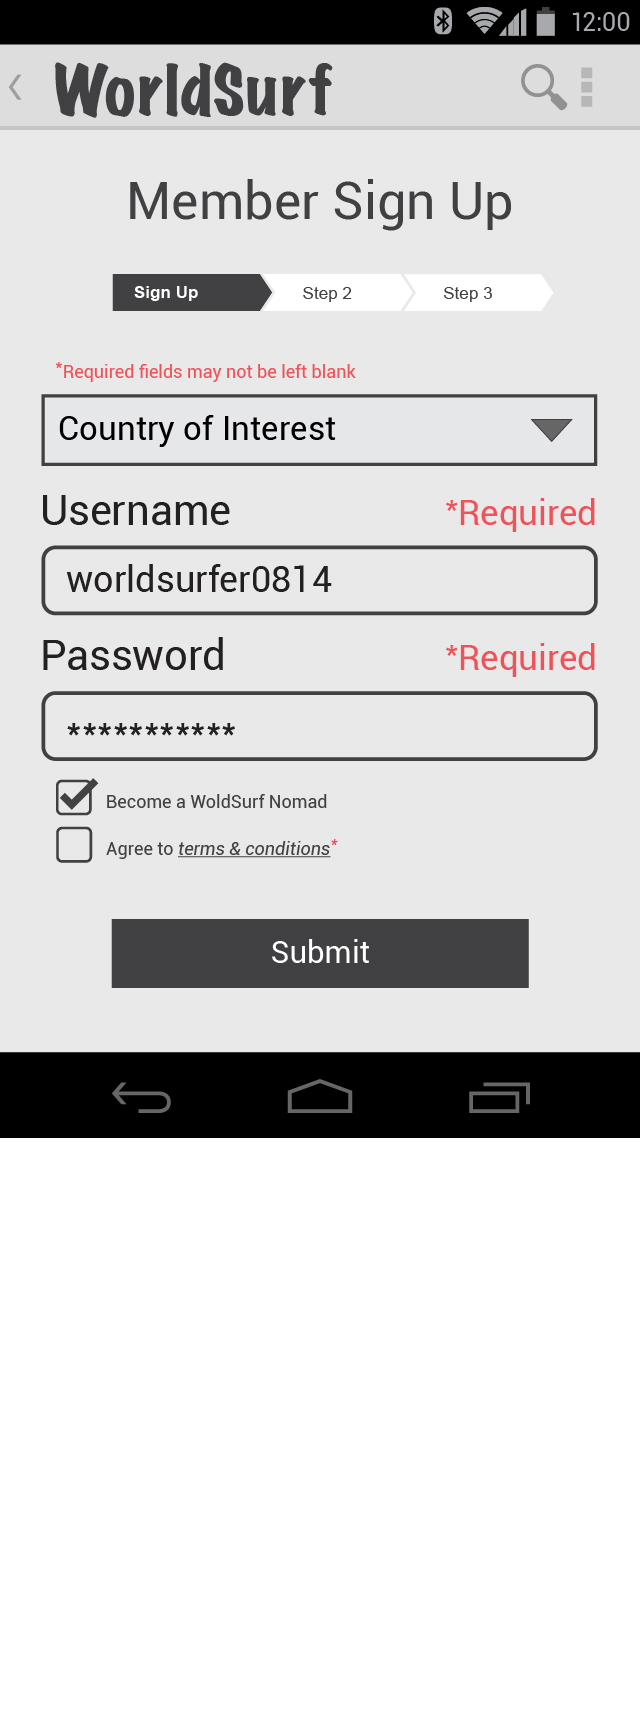 12:00
WorldSurf
Member Sign Up
Sign Up Step 2 Step 3
*Required fields may not be left blank
Country of Interest
Username *Required
worldsurfer0814
Password *Required
***********
Become a WoldSurf Nomad
Agree to terms & conditions*
Submit